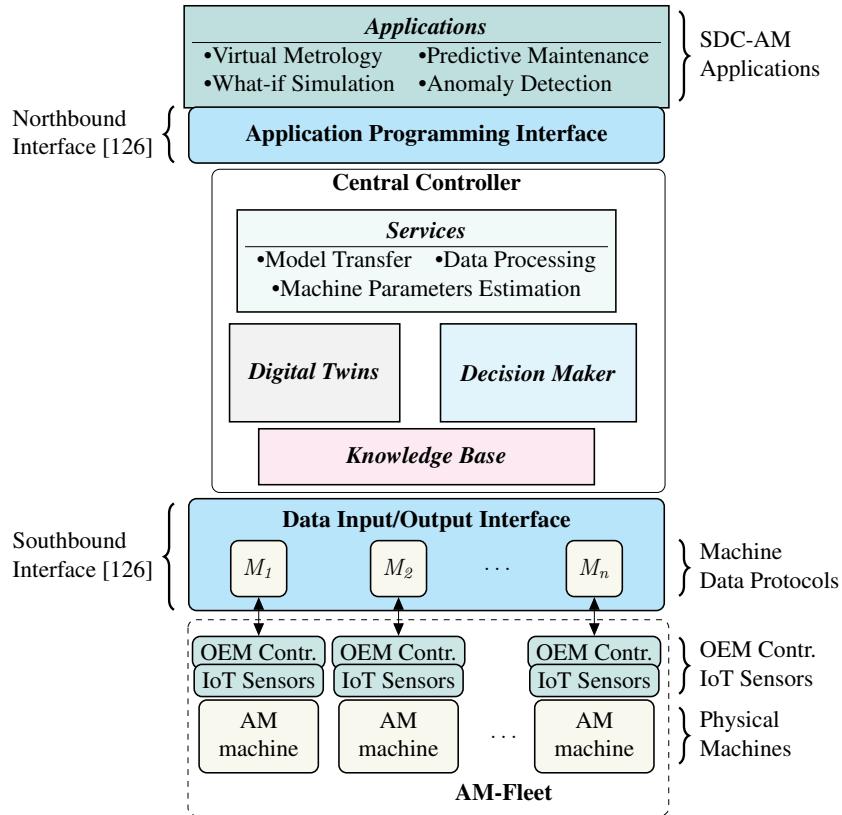 Applications
•Virtual Metrology •Predictive Maintenance
•What-if Simulation •Anomaly Detection
SDC-AM
Applications
Northbound
Interface [126]
Application Programming Interface
Central Controller
Services
•Model Transfer •Data Processing
•Machine Parameters Estimation
Digital Twins
Decision Maker
Knowledge Base
Southbound
Interface [126]
Data Input/Output Interface
M1 M2 ... Mn
Machine
Data Protocols
OEM Contr. OEM Contr. OEM Contr.
IoT Sensors IoT Sensors IoT Sensors
OEM Contr.
IoT Sensors
AM AM AM
machine machine ... machine
Physical
Machines
AM-Fleet